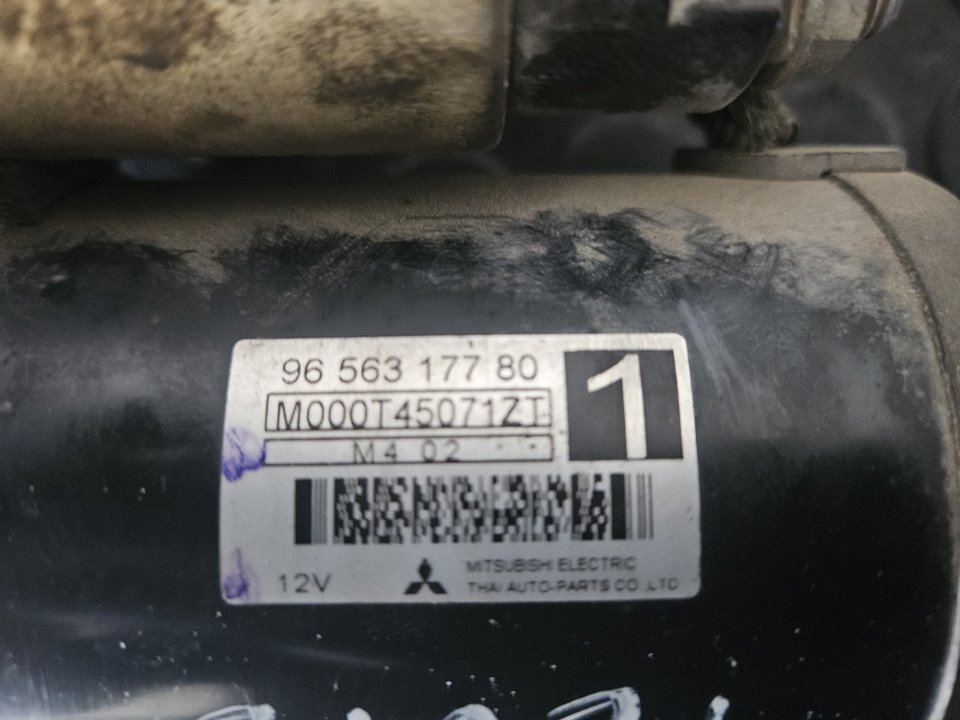 96 563 177 80
M000T45071ZT
1
M4 02
12V
MITSUBISHI ELECTRIC
THAI AUTO-PARTS CO.,LTD